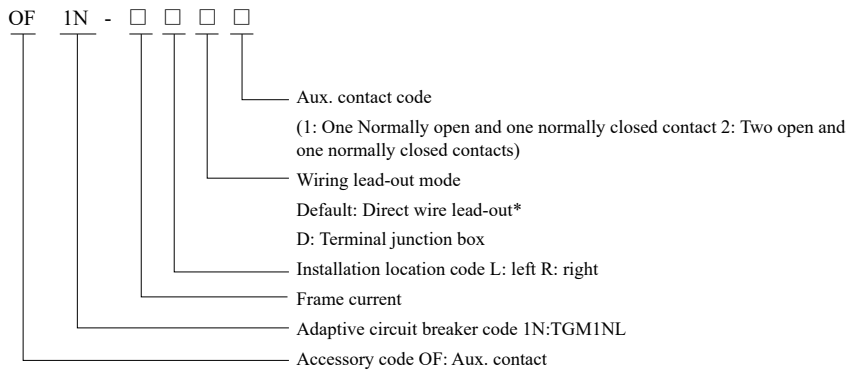 OF 1N - □ □ □ □
Aux. contact code
(1: One Normally open and one normally closed contact 2: Two open and
one normally closed contacts)
Wiring lead-out mode
Default: Direct wire lead-out*
D: Terminal junction box
Installation location code L: left R: right
Frame current
Adaptive circuit breaker code 1N:TGM1NL
Accessory code OF: Aux. contact